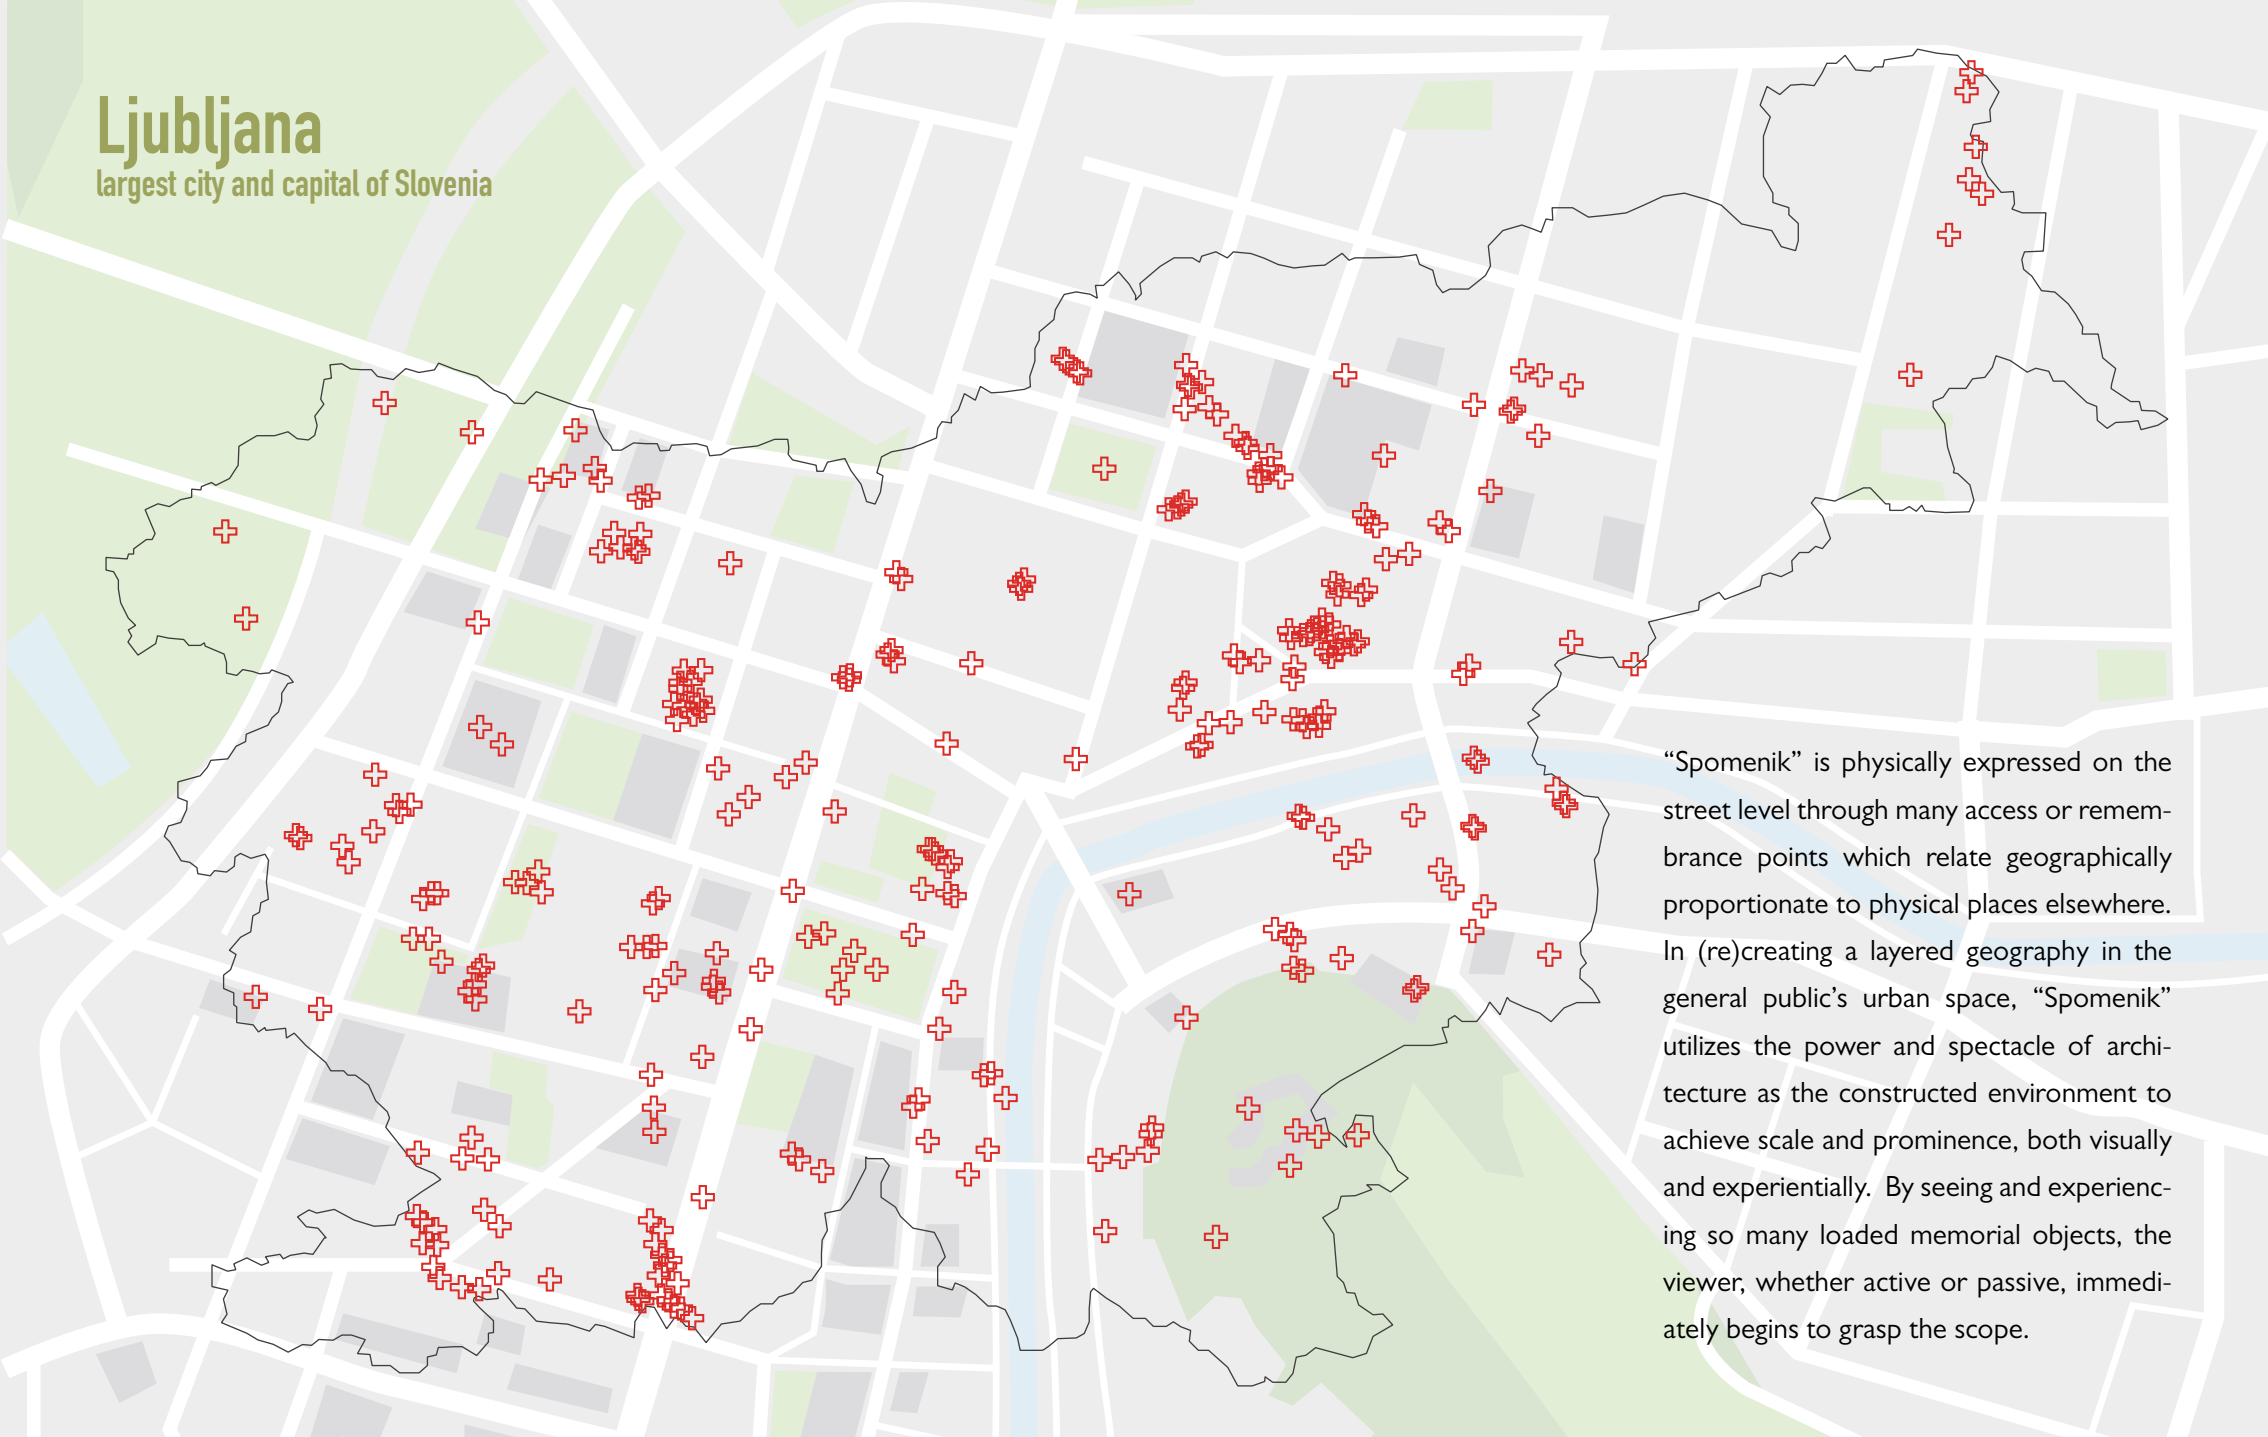 Ljubljana
largest city and capital of Slovenia
“Spomenik” is physically expressed on the
street level through many access or remem-
brance points which relate geographically
proportionate to physical places elsewhere.
In (re)creating a layered geography in the
general public’s urban space, “Spomenik”
utilizes the power and spectacle of archi-
tecture as the constructed environment to
achieve scale and prominence, both visually
and experientially. By seeing and experienc-
ing so many loaded memorial objects, the
viewer, whether active or passive, immedi-
ately begins to grasp the scope.